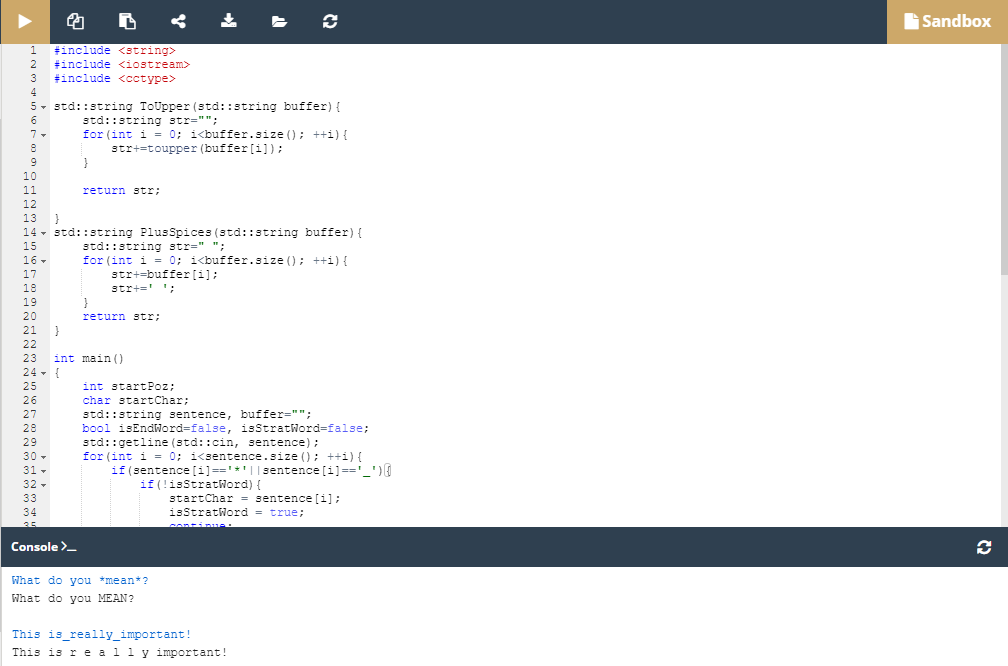 Sandbox
1 #include <string>
2 #include <iostream>
3 #include <cctype>
4
5 std::string ToUpper(std::string buffer){
6     std::string str="";
7     for(int i = 0; i<buffer.size(); ++i){
8         str+=toupper(buffer[i]);
9     }
10
11     return str;
12
13 }
14 std::string PlusSpices(std::string buffer){
15     std::string str=" ";
16     for(int i = 0; i<buffer.size(); ++i){
17         str+=buffer[i];
18         str+=' ';
19     }
20     return str;
21 }
22
23 int main()
24 {
25     int startPoz;
26     char startChar;
27     std::string sentence, buffer="";
28     bool isEndWord=false, isStratWord=false;
29     std::getline(std::cin, sentence);
30     for(int i = 0; i<sentence.size(); ++i){
31         if(sentence[i]=='*'||sentence[i]=='_'){
32             if(!isStratWord){
33                 startChar = sentence[i];
34                 isStratWord = true;
35                 continue;
Console >_
What do you *mean*?
What do you MEAN?
This is_really_important!
This is r e a l l y important!